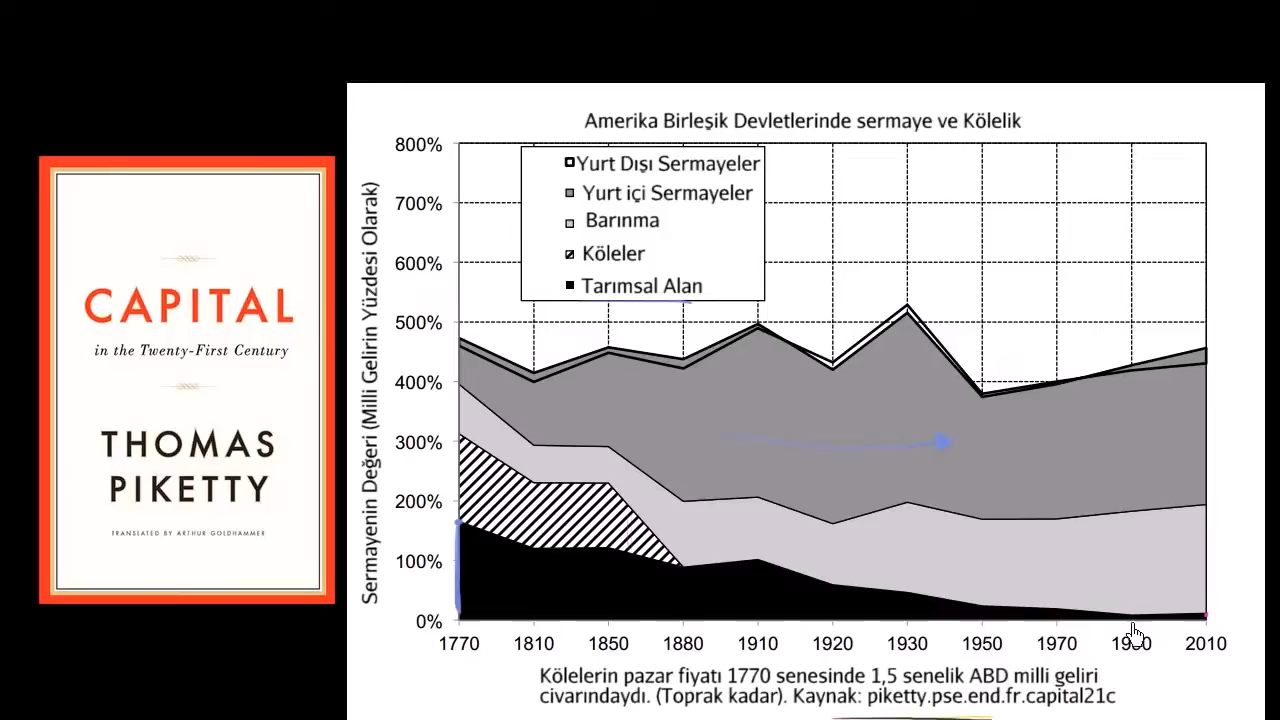 CAPITAL
in the Twenty-First Century
THOMAS
PIKETTY
TRANSLATED BY ARTHUR GOLDHAMMER
Amerika Birleşik Devletlerinde sermaye ve Kölelik
Sermayenin Değeri (Milli Gelirin Yüzdesi Olarak)
800%
700%
600%
500%
400%
300%
200%
100%
0%
Yurt Dışı Sermayeler
Yurt içi Sermayeler
Barınma
Köleler
Tarımsal Alan
1770 1810 1850 1880 1910 1920 1930 1950 1970 2010
Kölelerin pazar fiyatı 1770 senesinde 1,5 senelik ABD milli geliri
civarındaydı. (Toprak kadar). Kaynak: piketty.pse.end.fr.capital21c